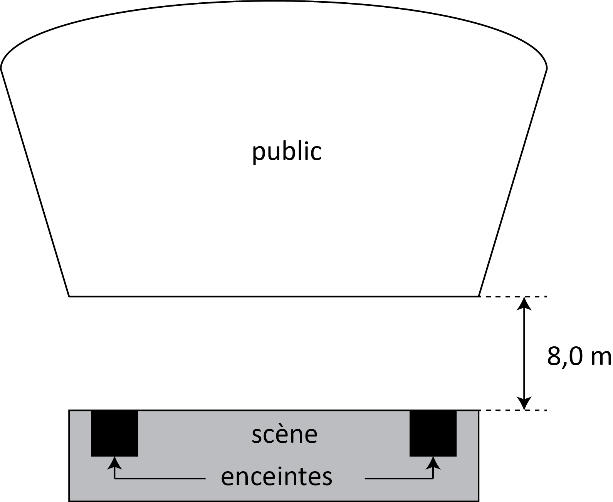 public
8,0 m
scène
enceintes